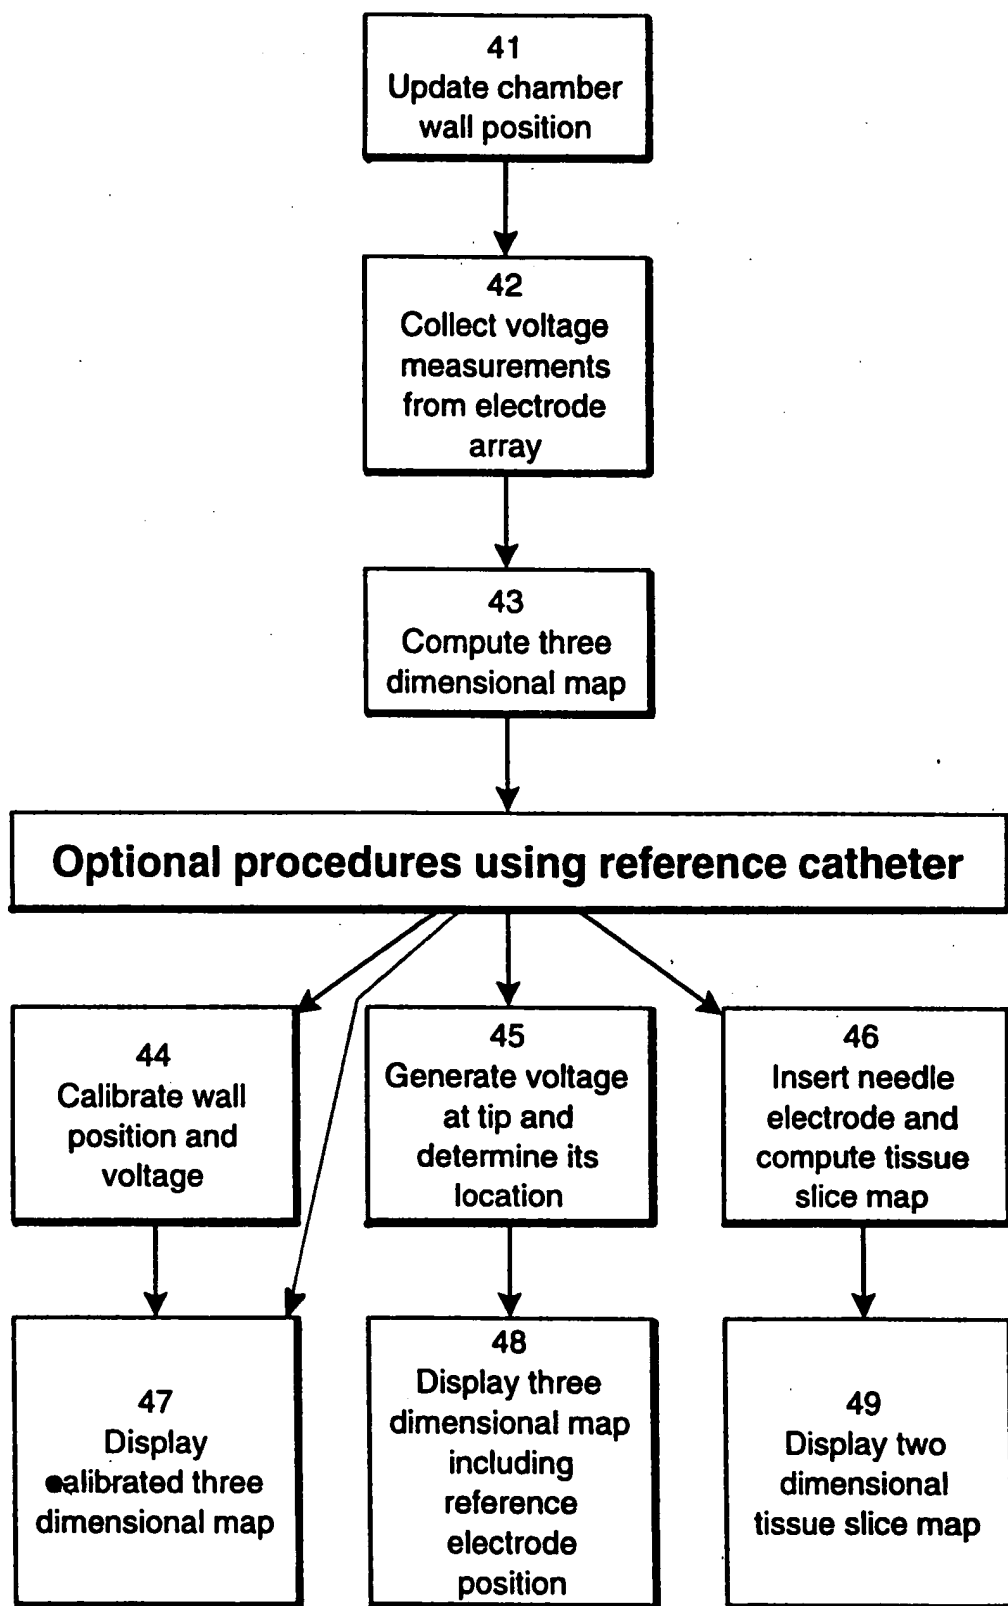 41
Update chamber
wall position
42
Collect voltage
measurements
from electrode
array
43
Compute three
dimensional map
Optional procedures using reference catheter
44
Calibrate wall
position and
voltage
45
Generate voltage
at tip and
determine its
location
46
Insert needle
electrode and
compute tissue
slice map
47
Display
calibrated three
dimensional map
48
Display three
dimensional map
including
reference
electrode
position
49
Display two
dimensional
tissue slice map